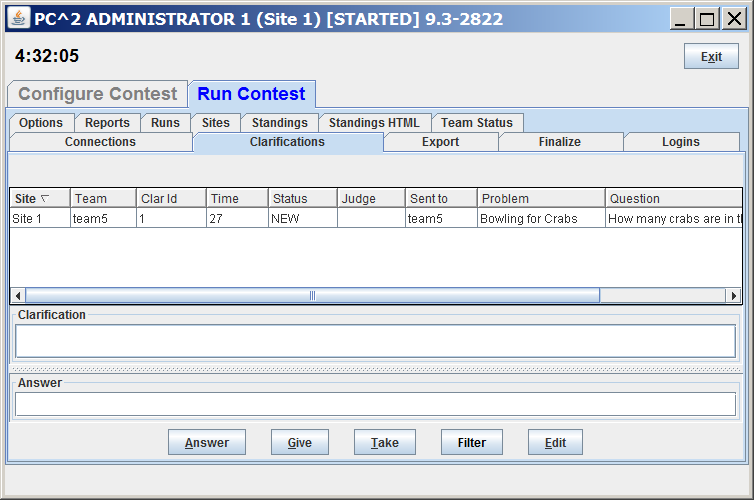 PC^2 ADMINISTRATOR 1 (Site 1) [STARTED] 9.3-2822
4:32:05
Exit
Configure Contest Run Contest
Options Reports Runs Sites Standings Standings HTML Team Status
Connections Clarifications Export Finalize Logins
Site Team Clar Id Time Status Judge Sent to Problem Question
Site 1 team5 1 27 NEW team5 Bowling for Crabs How many crabs are in th
Clarification
Answer
Answer Give Take Filter Edit